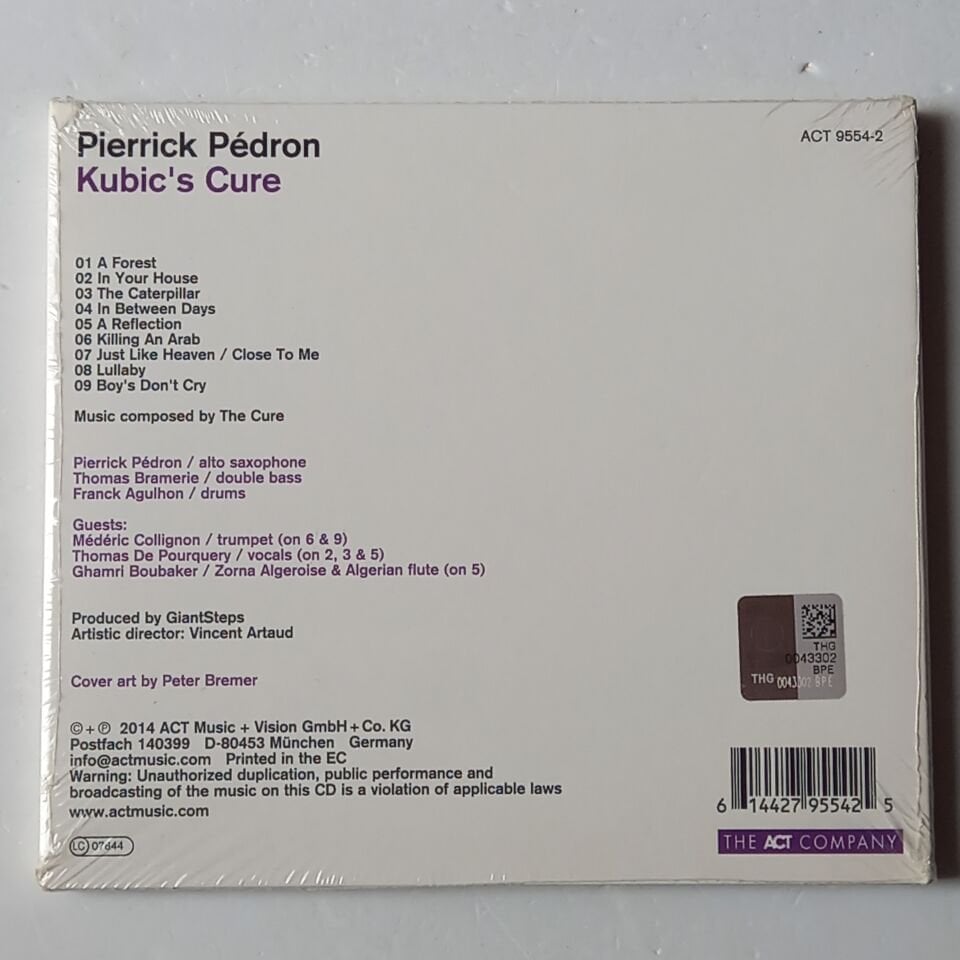 Pierrick Pédron
Kubic's Cure
ACT 9554-2
01 A Forest
02 In Your House
03 The Caterpillar
04 In Between Days
05 A Reflection
06 Killing An Arab
07 Just Like Heaven / Close To Me
08 Lullaby
09 Boy's Don't Cry
Music composed by The Cure
Pierrick Pédron / alto saxophone
Thomas Bramerie / double bass
Franck Agulhon / drums
Guests:
Médéric Collignon / trumpet (on 6 & 9)
Thomas De Pourquery / vocals (on 2, 3 & 5)
Ghamri Boubaker / Zorna Algeroise & Algerian flute (on 5)
Produced by GiantSteps
Artistic director: Vincent Artaud
Cover art by Peter Bremer
©+℗ 2014 ACT Music + Vision GmbH + Co. KG
Postfach 140399 D-80453 München Germany
info@actmusic.com Printed in the EC
Warning: Unauthorized duplication, public performance and
broadcasting of the music on this CD is a violation of applicable laws
www.actmusic.com
LC 07644
THG
0043302
BPE
THG 0043302 BPE
6 14427 95542 5
THE ACT COMPANY